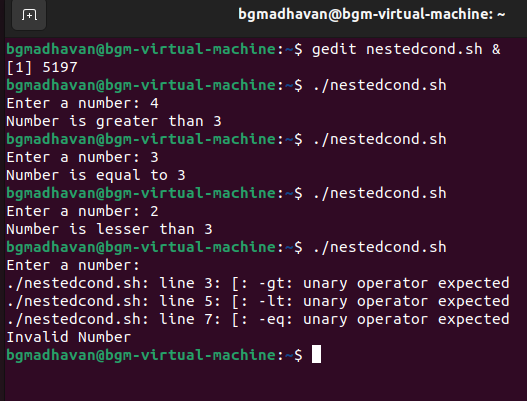 bgmadhavan@bgm-virtual-machine: ~
bgmadhavan@bgm-virtual-machine:~$ gedit nestedcond.sh &
[1] 5197
bgmadhavan@bgm-virtual-machine:~$ ./nestedcond.sh
Enter a number: 4
Number is greater than 3
bgmadhavan@bgm-virtual-machine:~$ ./nestedcond.sh
Enter a number: 3
Number is equal to 3
bgmadhavan@bgm-virtual-machine:~$ ./nestedcond.sh
Enter a number: 2
Number is lesser than 3
bgmadhavan@bgm-virtual-machine:~$ ./nestedcond.sh
Enter a number:
./nestedcond.sh: line 3: [: -gt: unary operator expected
./nestedcond.sh: line 5: [: -lt: unary operator expected
./nestedcond.sh: line 7: [: -eq: unary operator expected
Invalid Number
bgmadhavan@bgm-virtual-machine:~$